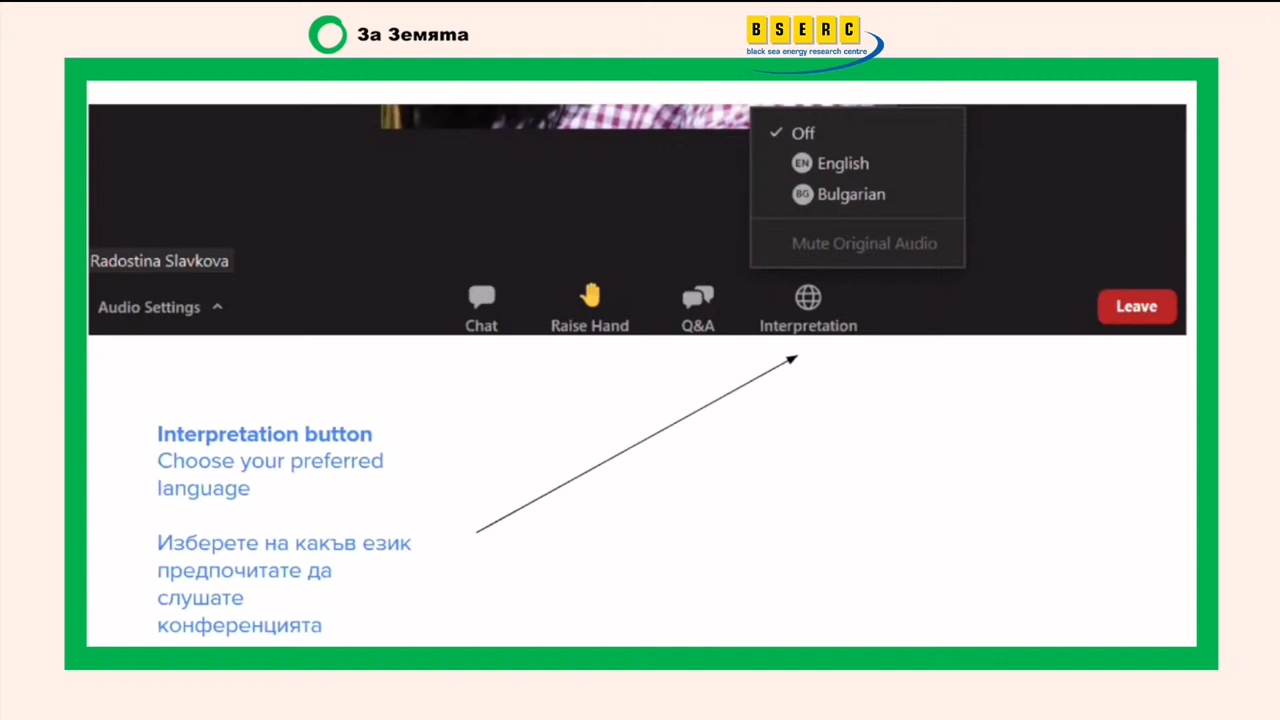 За Земята
BSERC
black sea energy research centre
Off
EN English
BG Bulgarian
Mute Original Audio
Radostina Slavkova
Audio Settings
Chat
Raise Hand
Q&A
Interpretation
Leave
Interpretation button
Choose your preferred
language
Изберете на какъв език
предпочитате да
слушате
конференцията